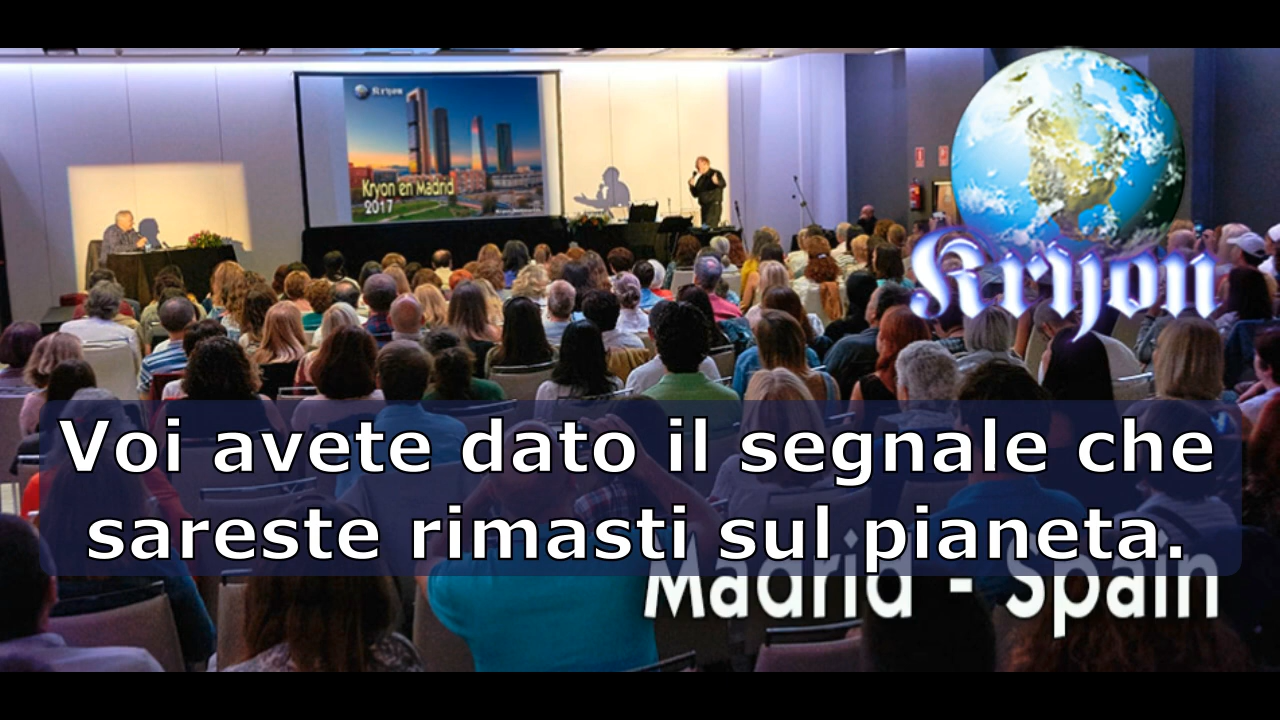 Kryon
Kryon en Madrid
2017
Kryon
Voi avete dato il segnale che
sareste rimasti sul pianeta.
Madrid - Spain